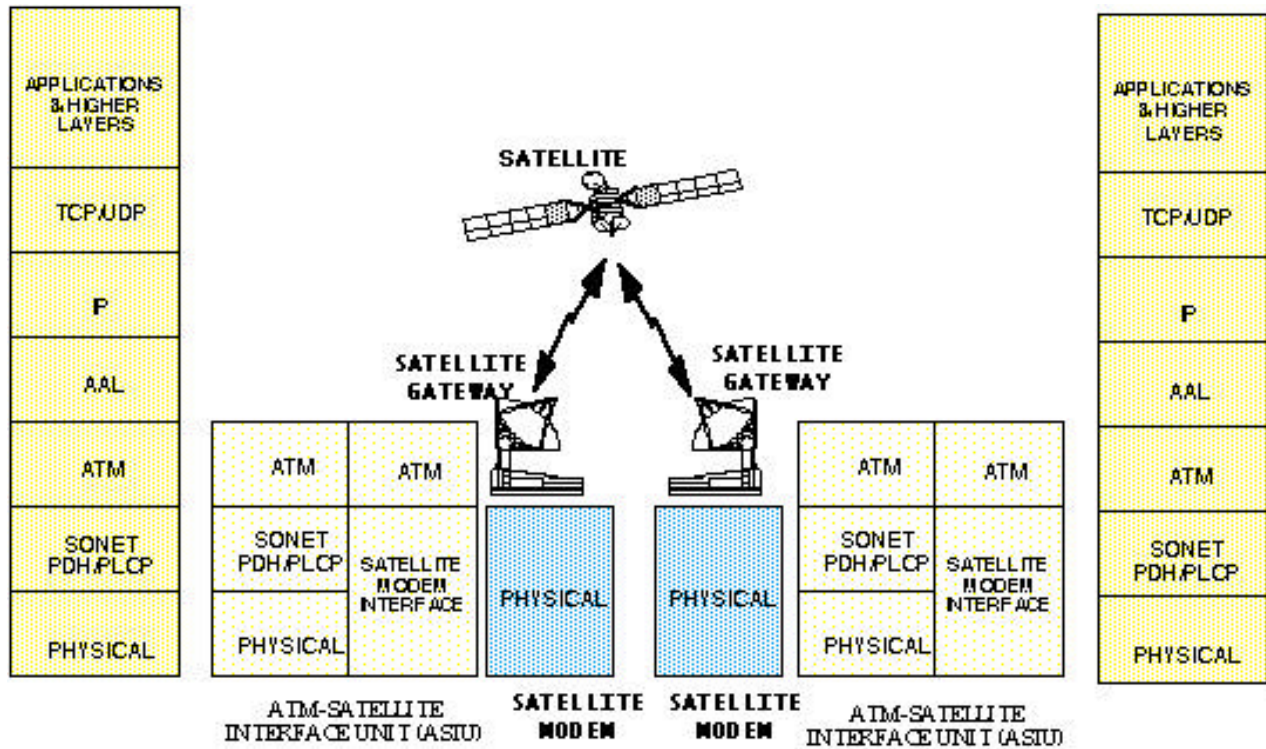 APPLICATIONS
& HIGHER
LAYERS
TCP/UDP
IP
AAL
ATM
SONET
PDH/PLCP
PHYSICAL
ATM
SONET
PDH/PLCP
PHYSICAL
ATM
SATELLITE
MODEM
INTERFACE
ATM-SATELLITE
INTERFACE UNIT (ASIU)
SATELLITE
SATELLITE
GATEWAY
PHYSICAL
SATELLITE
MODEM
SATELLITE
GATEWAY
PHYSICAL
SATELLITE
MODEM
ATM
SONET
PDH/PLCP
PHYSICAL
ATM
SATELLITE
MODEM
INTERFACE
ATM-SATELLITE
INTERFACE UNIT (ASIU)
APPLICATIONS
& HIGHER
LAYERS
TCP/UDP
IP
AAL
ATM
SONET
PDH/PLCP
PHYSICAL